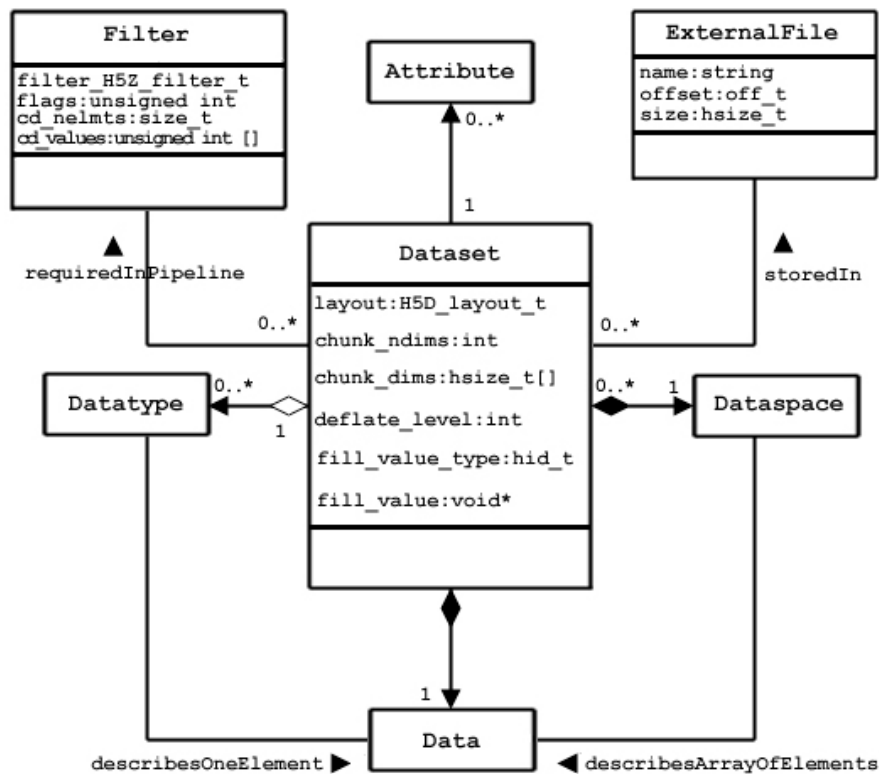 Filter
filter_H5Z_filter_t
flags:unsigned int
cd_nelmts:size_t
cd_values:unsigned int []
Attribute
ExternalFile
name:string
offset:off_t
size:hsize_t
0..*
1
requiredInPipeline
storedIn
Dataset
layout:H5D_layout_t
chunk_ndims:int
chunk_dims:hsize_t[]
deflate_level:int
fill_value_type:hid_t
fill_value:void*
0..*
0..*
Datatype
0..*
1
0..*
1
Dataspace
1
Data
describesOneElement
describesArrayOfElements